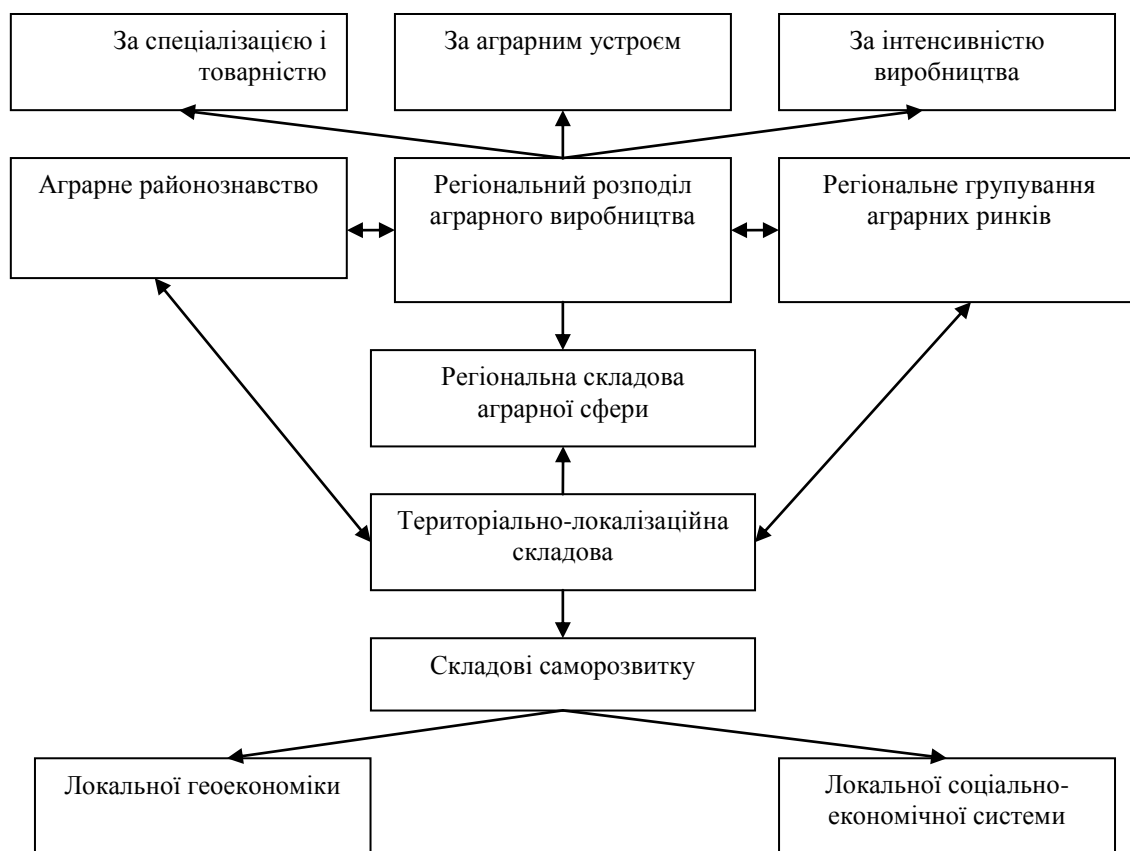 За спеціалізацією і
товарністю
За аграрним устроєм
За інтенсивністю
виробництва
Аграрне районознавство
Регіональний розподіл
аграрного виробництва
Регіональне групування
аграрних ринків
Регіональна складова
аграрної сфери
Територіально-локалізаційна
складова
Складові саморозвитку
Локальної геоекономіки
Локальної соціально-
економічної системи